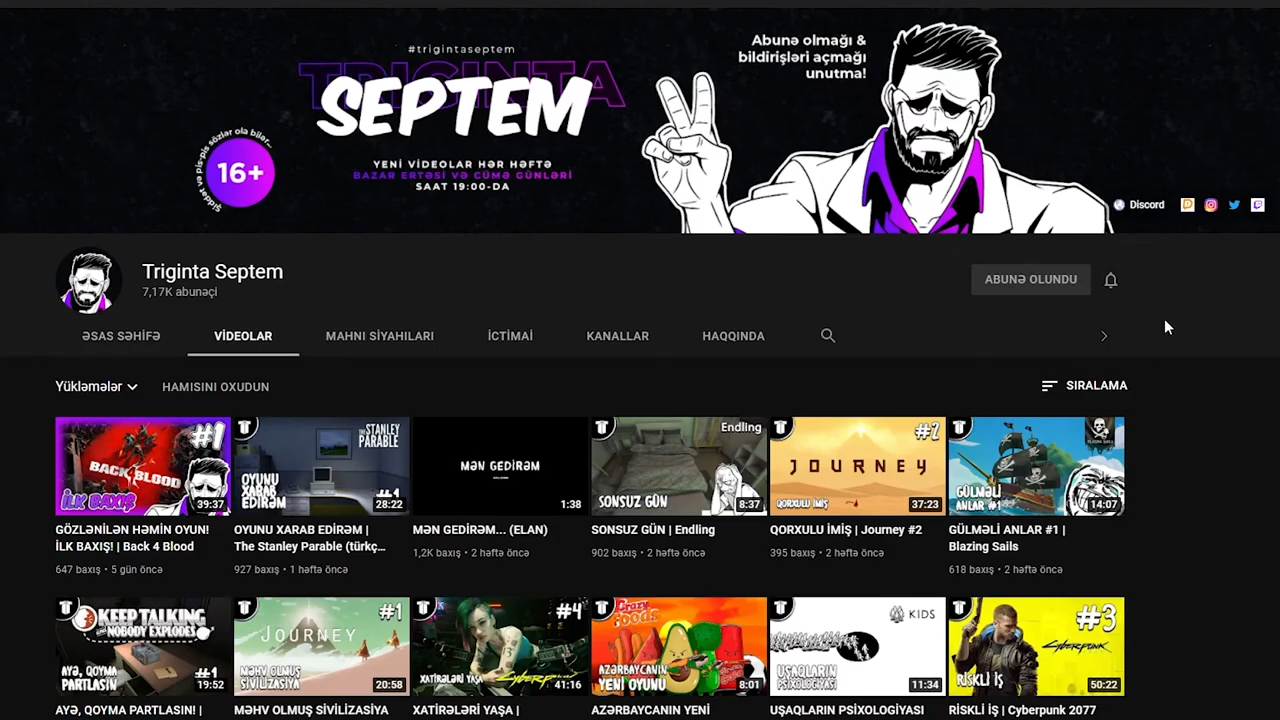 #trigintaseptem
TRIGINTA
SEPTEM
YENİ VİDEOLAR HƏR HƏFTƏ
BAZAR ERTƏSİ VƏ CÜMƏ GÜNLƏRİ
SAAT 19:00-DA
Şiddət və pis-pis sözlər ola bilər..
16+
Abunə olmağı &
bildirişləri açmağı
unutma!
Discord
Triginta Septem
7,17K abunəçi
ABUNƏ OLUNDU
ƏSAS SƏHİFƏ
VİDEOLAR
MAHNI SİYAHILARI
İCTİMAİ
KANALLAR
HAQQINDA
Yükləmələr
HAMISINI OXUDUN
SIRALAMA
#1
BACK BLOOD
İLK BAXIŞ
39:37
THE STANLEY
PARABLE
OYUNU
XARAB
EDİRƏM
#1
28:22
MƏN GEDİRƏM
1:38
Endling
SONSUZ GÜN
8:37
#2
JOURNEY
QORXULU İMİŞ
37:23
GÜLMƏLİ
ANLAR #1
14:07
GÖZLƏNİLƏN HƏMİN OYUN!
İLK BAXIŞ! | Back 4 Blood
647 baxış • 5 gün öncə
OYUNU XARAB EDİRƏM |
The Stanley Parable (türkç...
927 baxış • 1 həftə öncə
MƏN GEDİRƏM... (ELAN)
1,2K baxış • 2 həftə öncə
SONSUZ GÜN | Endling
902 baxış • 2 həftə öncə
QORXULU İMİŞ | Journey #2
395 baxış • 2 həftə öncə
GÜLMƏLİ ANLAR #1 |
Blazing Sails
618 baxış • 2 həftə öncə
KEEP TALKING
AND NOBODY EXPLODES
AYƏ, QOYMA
PARTLASIN
#1
19:52
#1
JOURNEY
MƏHV OLMUŞ
SİVİLİZASİYA
20:58
#4
XATİRƏLƏRİ YAŞA
CYBERPUNK
41:16
Crazy
Foods
AZƏRBAYCANIN
YENİ OYUNU
8:01
KIDS
UŞAQLARIN
PSİXOLOGİYASI
11:34
#3
CYBERPUNK
RİSKLİ İŞ
50:22
AYƏ, QOYMA PARTLASIN! |
MƏHV OLMUŞ SİVİLİZASİYA
XATİRƏLƏRİ YAŞA |
AZƏRBAYCANIN YENİ
UŞAQLARIN PSİXOLOGİYASI
RİSKLİ İŞ | Cyberpunk 2077